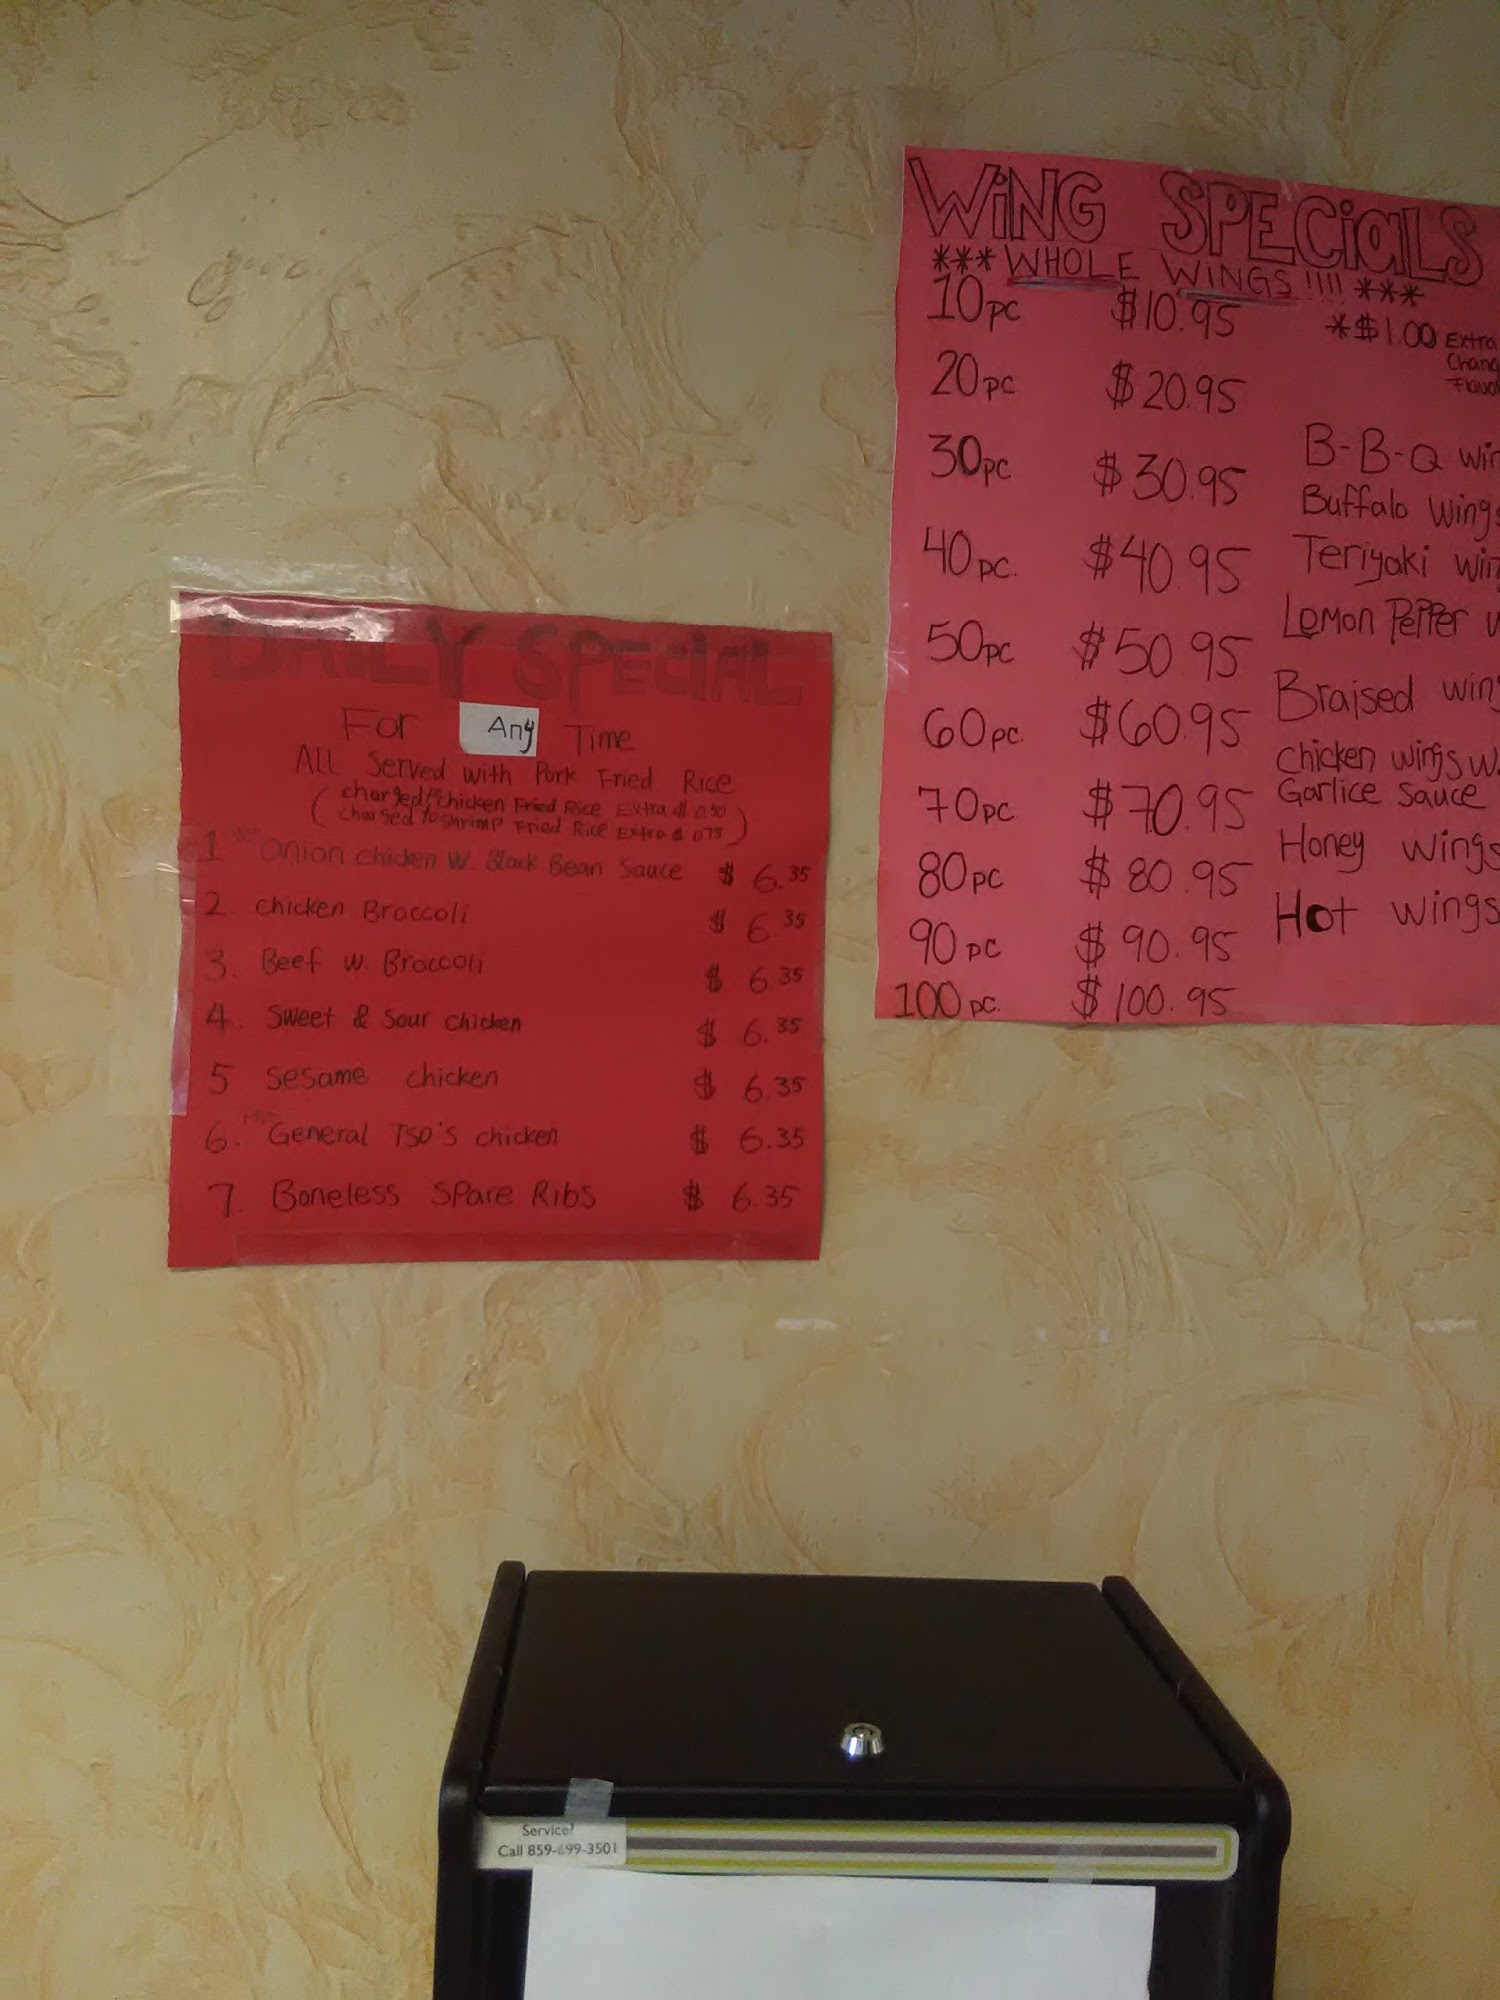 WiNG SPECiaLS
*** WHOLE WINGS !!!! ***
10pc $10.95 *$1.00 Extra
20pc $20.95
30pc $30.95
40pc. $40.95
50pc $50.95
60pc. $60.95
70pc $70.95
80pc $80.95
90pc $90.95
100pc. $100.95
B-B-Q
Buffalo wings
Teriyaki
Lemon Pepper
Braised
Chicken wings w.
Garlice Sauce
Honey wings
Hot wings
DAILY SPECIAL
For Any Time
ALL Served with Pork Fried Rice
(charged/to chicken Fried Rice Extra $ 0.50
charged to shrimp Fried Rice Extra $ 0.75)
1 Onion chicken w. Black Bean Sauce $ 6.35
2 chicken Broccoli $ 6.35
3. Beef w. Broccoli $ 6.35
4. Sweet & Sour chicken $ 6.35
5 Sesame chicken $ 6.35
6. General TSO'S chicken $ 6.35
7. Boneless Spare Ribs $ 6.35
Service?
Call 859-699-3501